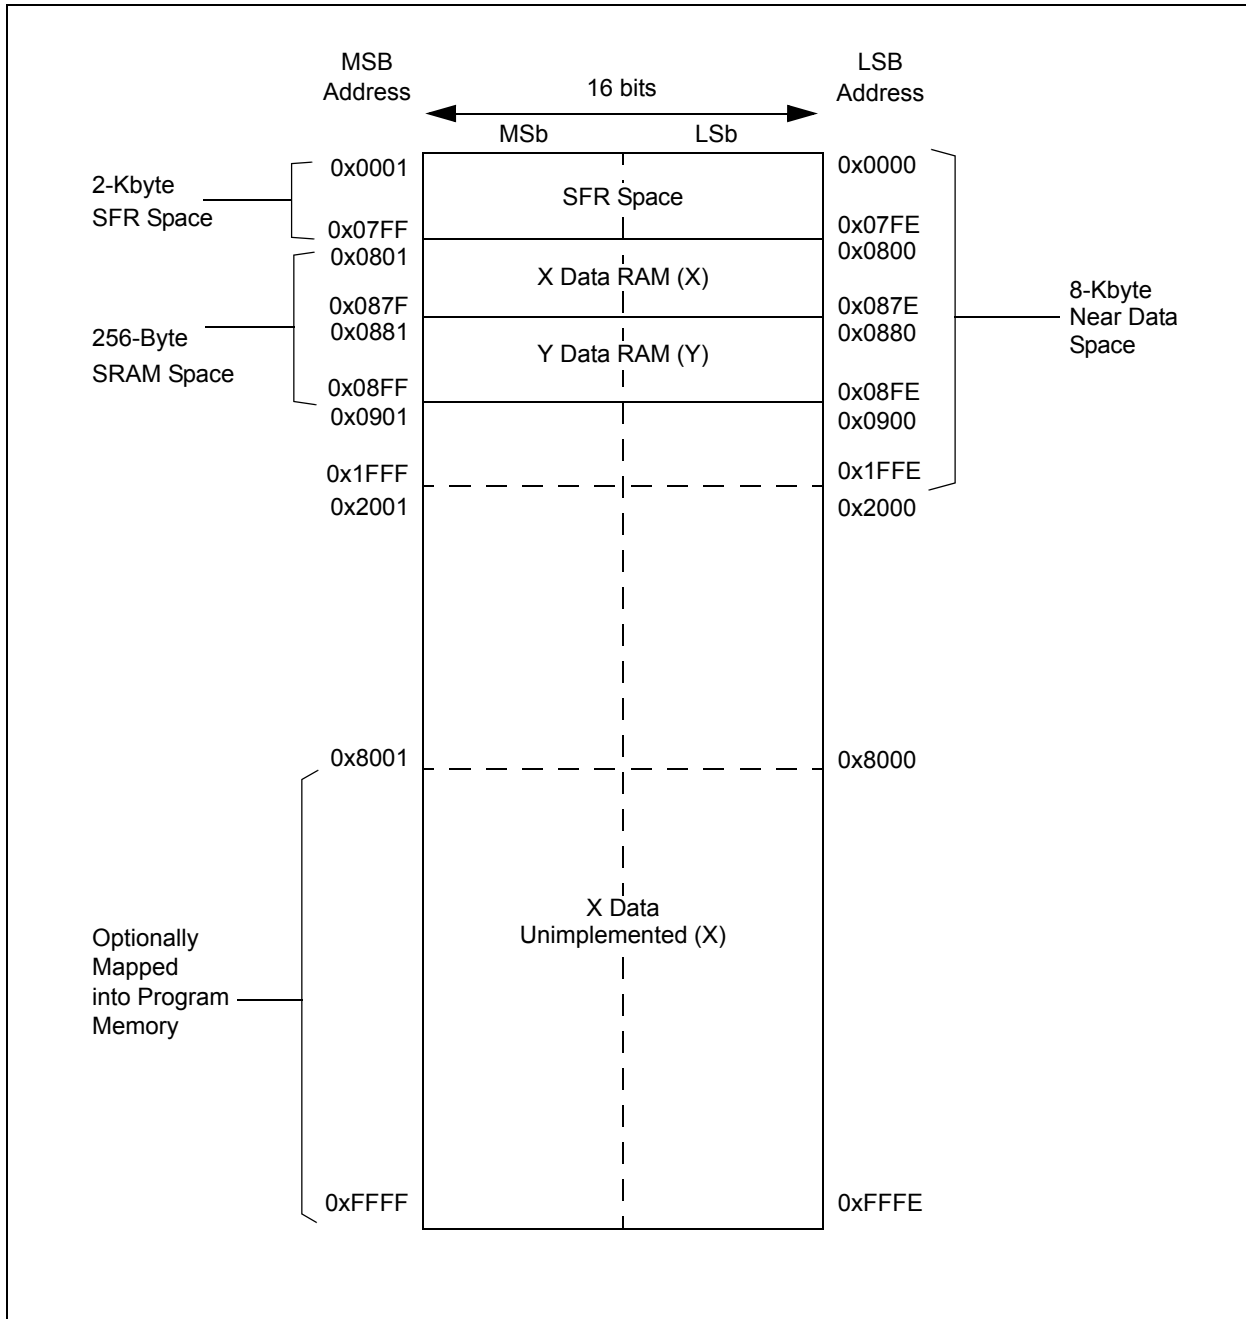 MSB
Address
16 bits
LSB
Address
MSb
LSb
0x0001
0x0000
2-Kbyte
SFR Space
SFR Space
0x07FF
0x07FE
0x0801
0x0800
X Data RAM (X)
0x087F
0x087E
0x0881
0x0880
256-Byte
SRAM Space
8-Kbyte
Near Data
Space
Y Data RAM (Y)
0x08FF
0x08FE
0x0901
0x0900
0x1FFF
0x1FFE
0x2001
0x2000
0x8001
0x8000
X Data
Unimplemented (X)
Optionally
Mapped
into Program
Memory
0xFFFF
0xFFFE